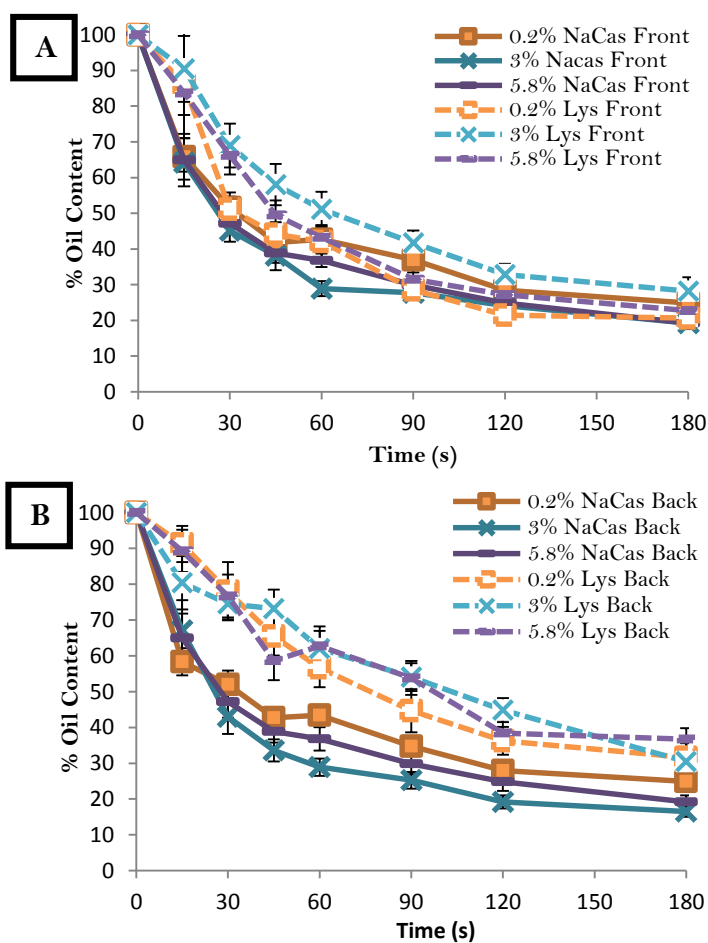 A
100
90
80
70
60
50
40
30
20
10
0
% Oil Content
0.2% NaCas Front
3% Nacas Front
5.8% NaCas Front
0.2% Lys Front
3% Lys Front
5.8% Lys Front
0 30 60 90 120 150 180
Time (s)
B
100
90
80
70
60
50
40
30
20
10
0
% Oil Content
0.2% NaCas Back
3% NaCas Back
5.8% NaCas Back
0.2% Lys Back
3% Lys Back
5.8% Lys Back
0 30 60 90 120 150 180
Time (s)